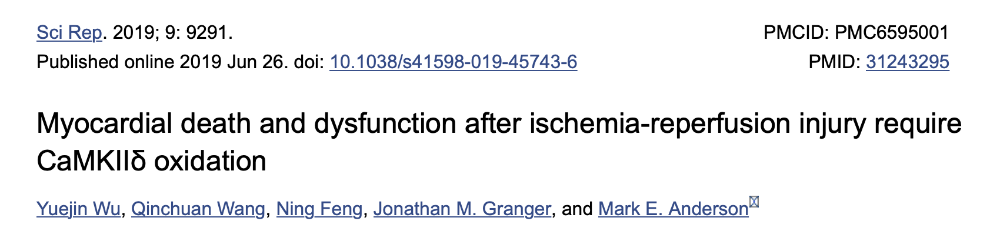 Sci Rep. 2019; 9: 9291. PMCID: PMC6595001
Published online 2019 Jun 26. doi: 10.1038/s41598-019-45743-6 PMID: 31243295
Myocardial death and dysfunction after ischemia-reperfusion injury require
CaMKIIδ oxidation
Yuejin Wu, Qinchuan Wang, Ning Feng, Jonathan M. Granger, and Mark E. Anderson